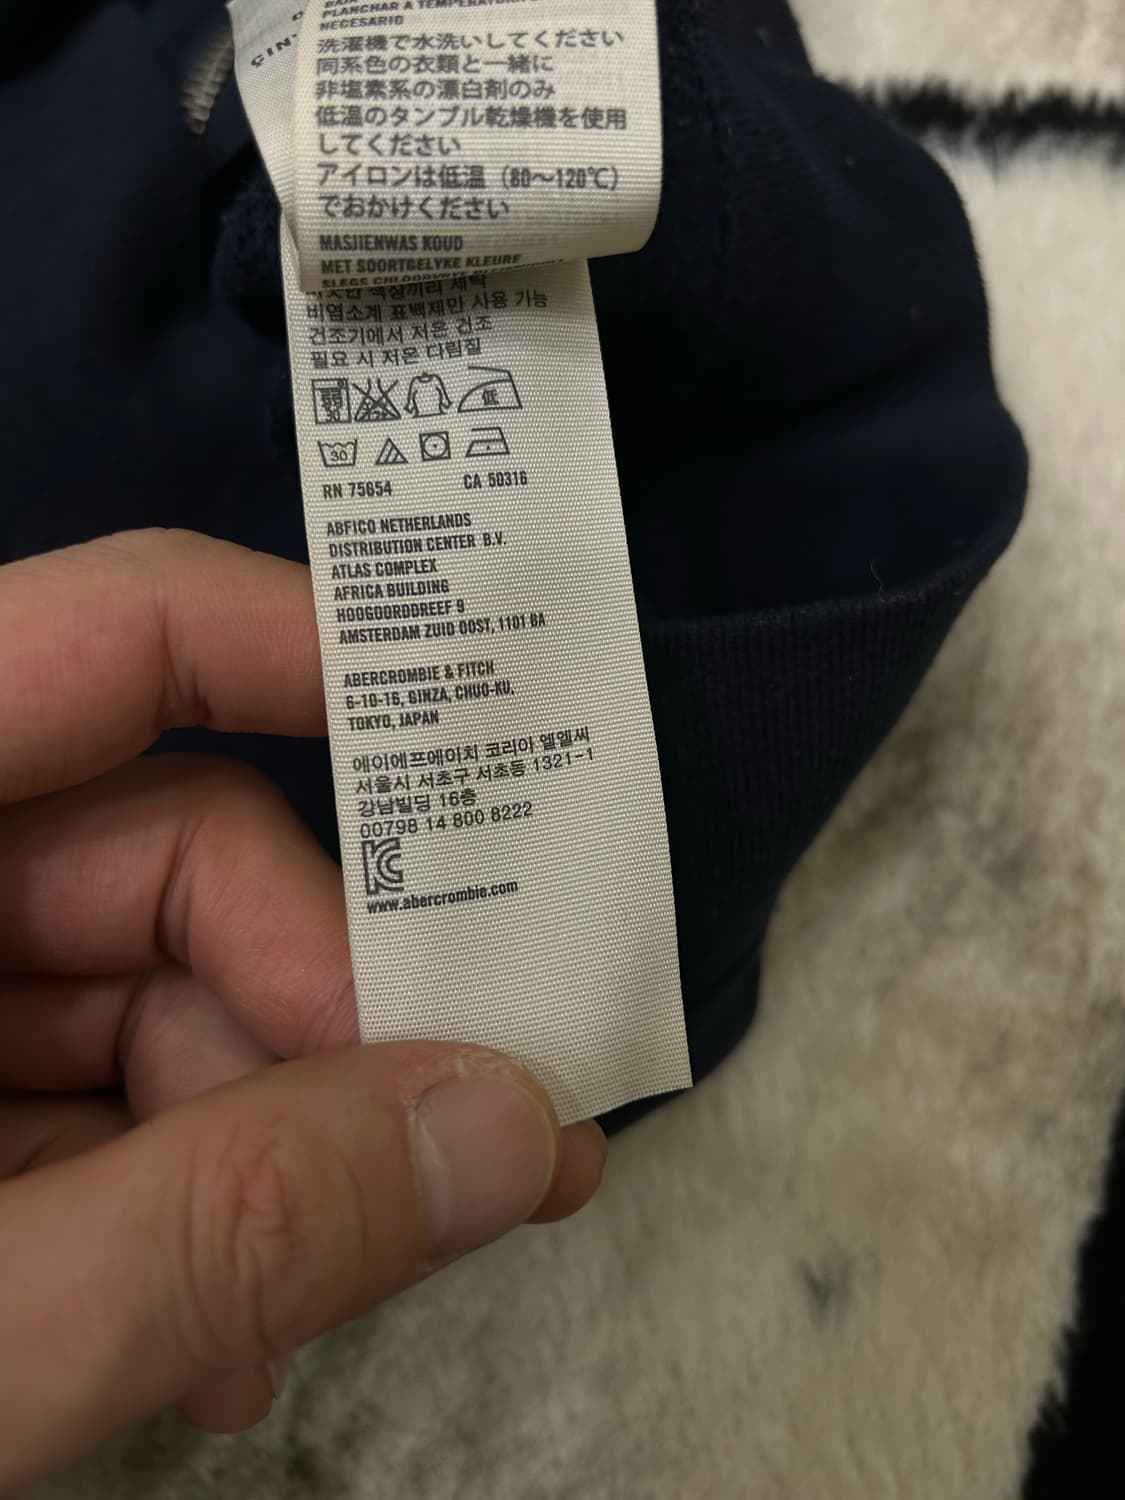 ÇIN
PLANCHAR A TEMPERATURA
NECESARIO
洗濯機で水洗いしてください
同系色の衣類と一緒に
非塩素系の漂白剤のみ
低温のタンブル乾燥機を使用
してください
アイロンは低温（80～120℃）
でおかけください
MASJIENWAS KOUD
MET SOORTGELYKE KLEURE
비염소계 표백제만 사용 가능
건조기에서 저온 건조
필요 시 저온 다림질
低
30
RN 75654 CA 50316
ABFICO NETHERLANDS
DISTRIBUTION CENTER B.V.
ATLAS COMPLEX
AFRICA BUILDING
HOOGOORDDREEF 9
AMSTERDAM ZUID OOST, 1101 BA
ABERCROMBIE & FITCH
6-10-16, GINZA, CHUO-KU,
TOKYO, JAPAN
에이에프에이치 코리아 엘엘씨
서울시 서초구 서초동 1321-1
강남빌딩 16층
00798 14 800 8222
KC
www.abercrombie.com